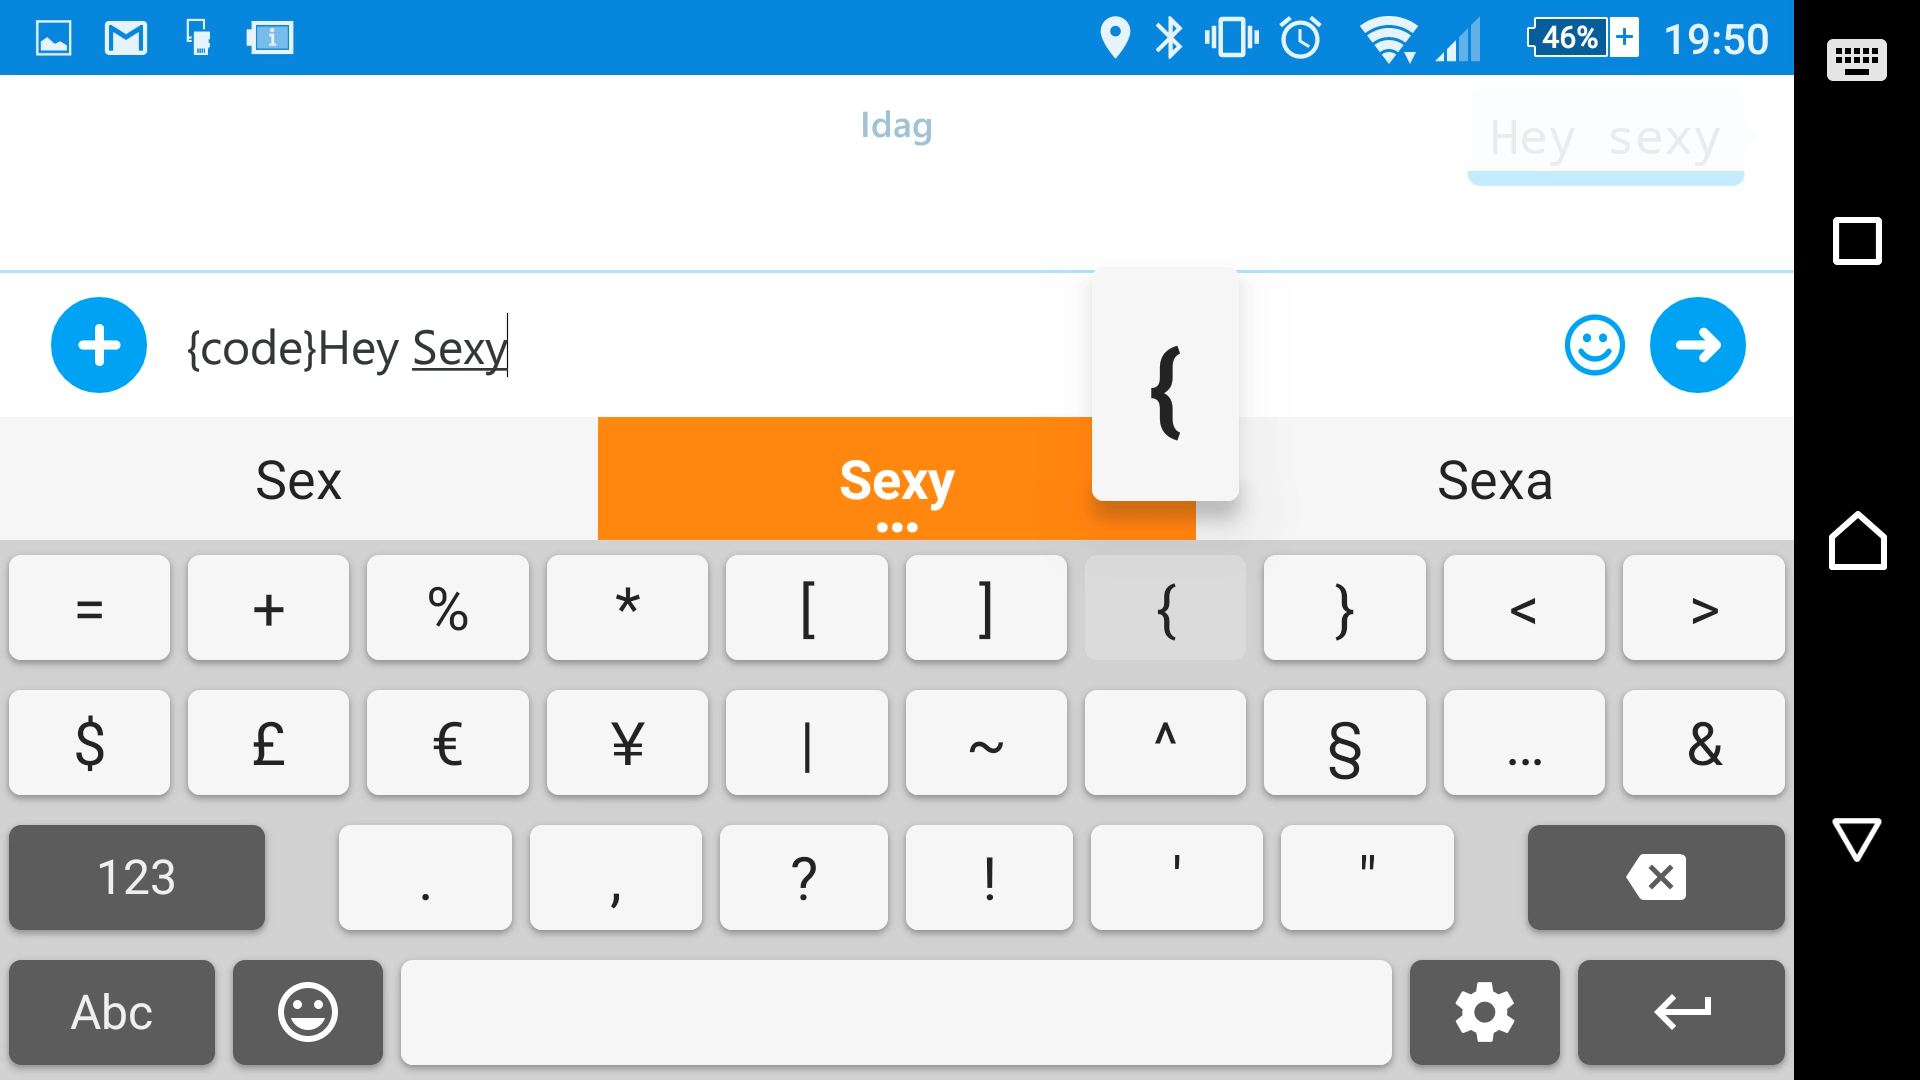 46% 19:50
Idag
Hey sexy
{code}Hey Sexy
{
Sex Sexy Sexa
= + % * [ ] { } < >
$ £ € ¥ | ~ ^ § … &
123 . , ? ! ' "
Abc